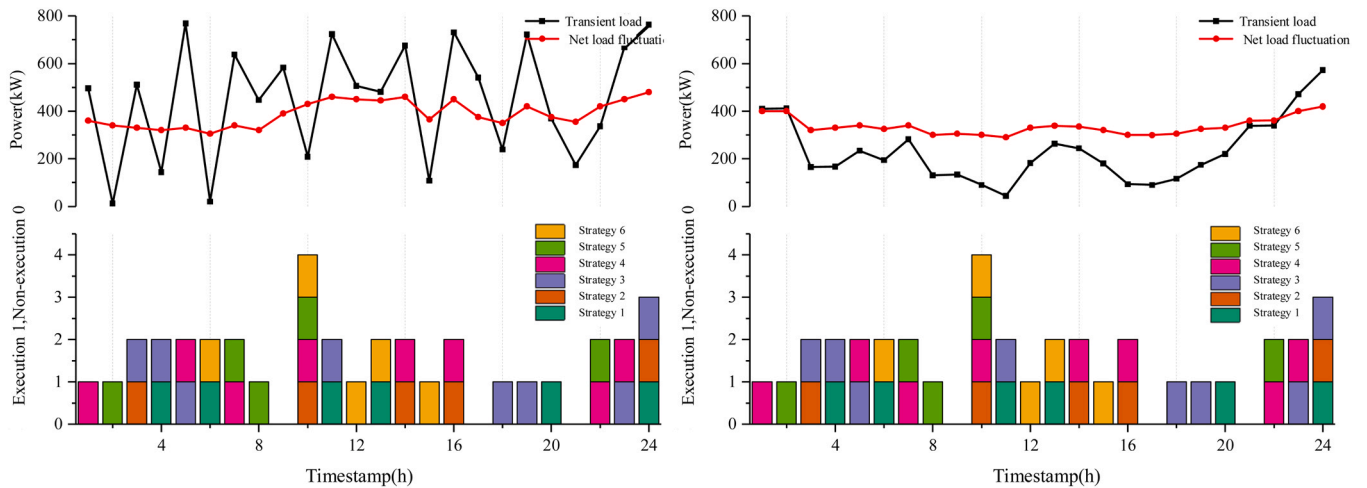 800
Transient load
Net load fluctuati
600
400
200
0
Power(kW)
Strategy 6
Strategy 5
Strategy 4
Strategy 3
Strategy 2
Strategy 1
4
3
2
1
0
Execution 1,Non-execution 0
4 8 12 16 20 24
Timestamp(h)
800
Transient load
Net load fluctuation
600
400
200
0
Power(kW)
Strategy 6
Strategy 5
Strategy 4
Strategy 3
Strategy 2
Strategy 1
4
3
2
1
0
Execution 1,Non-execution 0
4 8 12 16 20 24
Timestamp(h)